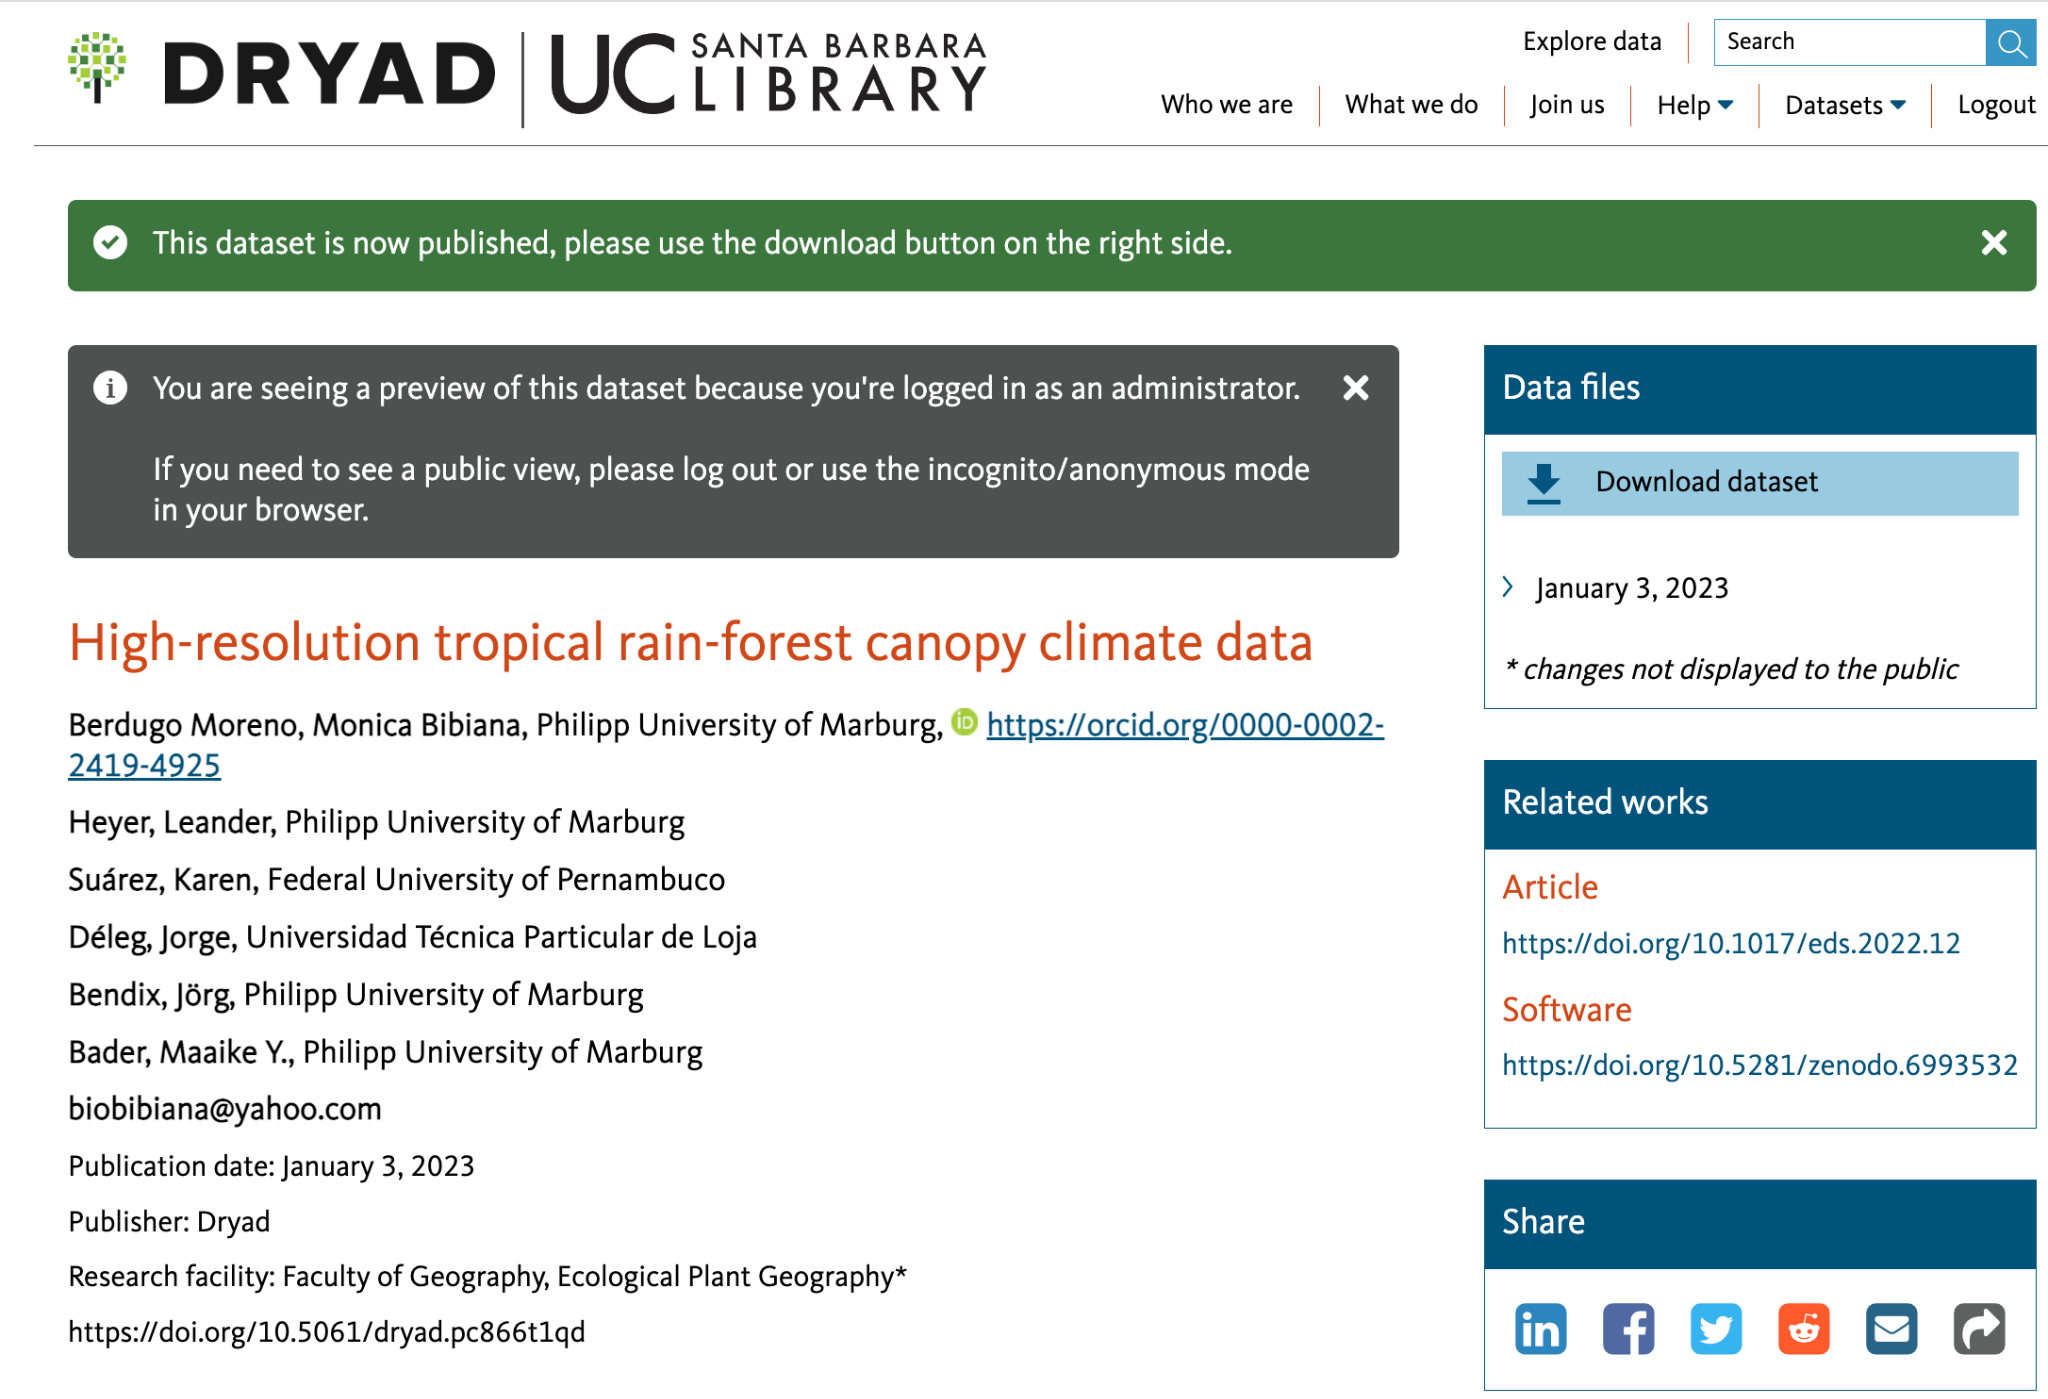 DRYAD
UC SANTA BARBARA
LIBRARY
Explore data
Search
Who we are
What we do
Join us
Help
Datasets
Logout
This dataset is now published, please use the download button on the right side.
You are seeing a preview of this dataset because you're logged in as an administrator.
If you need to see a public view, please log out or use the incognito/anonymous mode
in your browser.
High-resolution tropical rain-forest canopy climate data
Berdugo Moreno, Monica Bibiana, Philipp University of Marburg, iD https://orcid.org/0000-0002-
2419-4925
Heyer, Leander, Philipp University of Marburg
Suárez, Karen, Federal University of Pernambuco
Déleg, Jorge, Universidad Técnica Particular de Loja
Bendix, Jörg, Philipp University of Marburg
Bader, Maaike Y., Philipp University of Marburg
biobibiana@yahoo.com
Publication date: January 3, 2023
Publisher: Dryad
Research facility: Faculty of Geography, Ecological Plant Geography*
https://doi.org/10.5061/dryad.pc866t1qd
Data files
Download dataset
January 3, 2023
* changes not displayed to the public
Related works
Article
https://doi.org/10.1017/eds.2022.12
Software
https://doi.org/10.5281/zenodo.6993532
Share